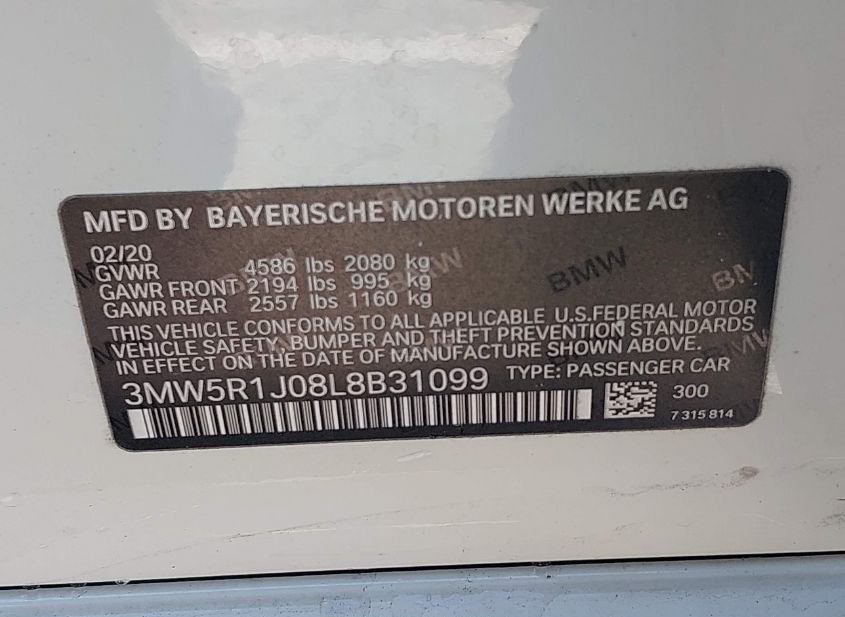 MFD BY BAYERISCHE MOTOREN WERKE AG
02/20
GVWR 4586 lbs 2080 kg
GAWR FRONT 2194 lbs 995 kg
GAWR REAR 2557 lbs 1160 kg
THIS VEHICLE CONFORMS TO ALL APPLICABLE U.S.FEDERAL MOTOR
VEHICLE SAFETY, BUMPER AND THEFT PREVENTION STANDARDS
IN EFFECT ON THE DATE OF MANUFACTURE SHOWN ABOVE.
3MW5R1J08L8B31099 TYPE: PASSENGER CAR
300
7 315 814